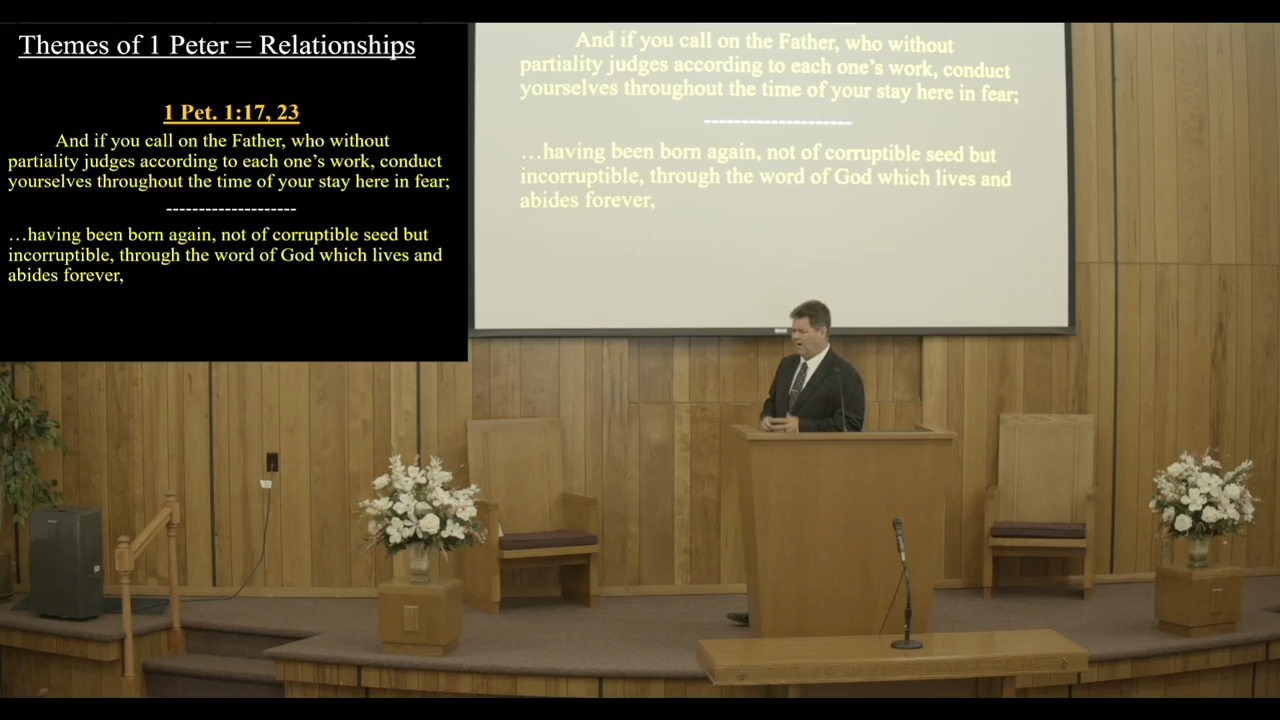 Themes of 1 Peter = Relationships
1 Pet. 1:17, 23
And if you call on the Father, who without
partiality judges according to each one’s work, conduct
yourselves throughout the time of your stay here in fear;
--------------------
…having been born again, not of corruptible seed but
incorruptible, through the word of God which lives and
abides forever,
And if you call on the Father, who without
partiality judges according to each one’s work, conduct
yourselves throughout the time of your stay here in fear;
--------------------
…having been born again, not of corruptible seed but
incorruptible, through the word of God which lives and
abides forever,